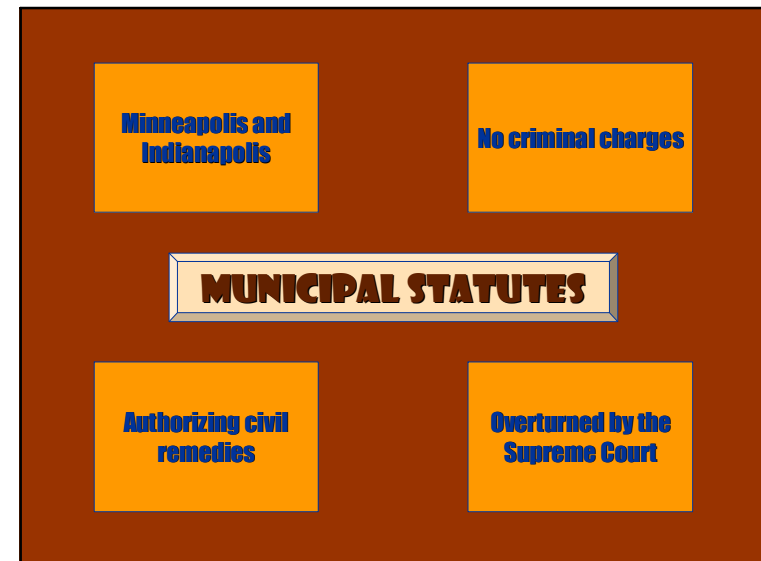 Minneapolis and
Indianapolis
No criminal charges
MUNICIPAL STATUTES
Authorizing civil
remedies
Overturned by the
Supreme Court